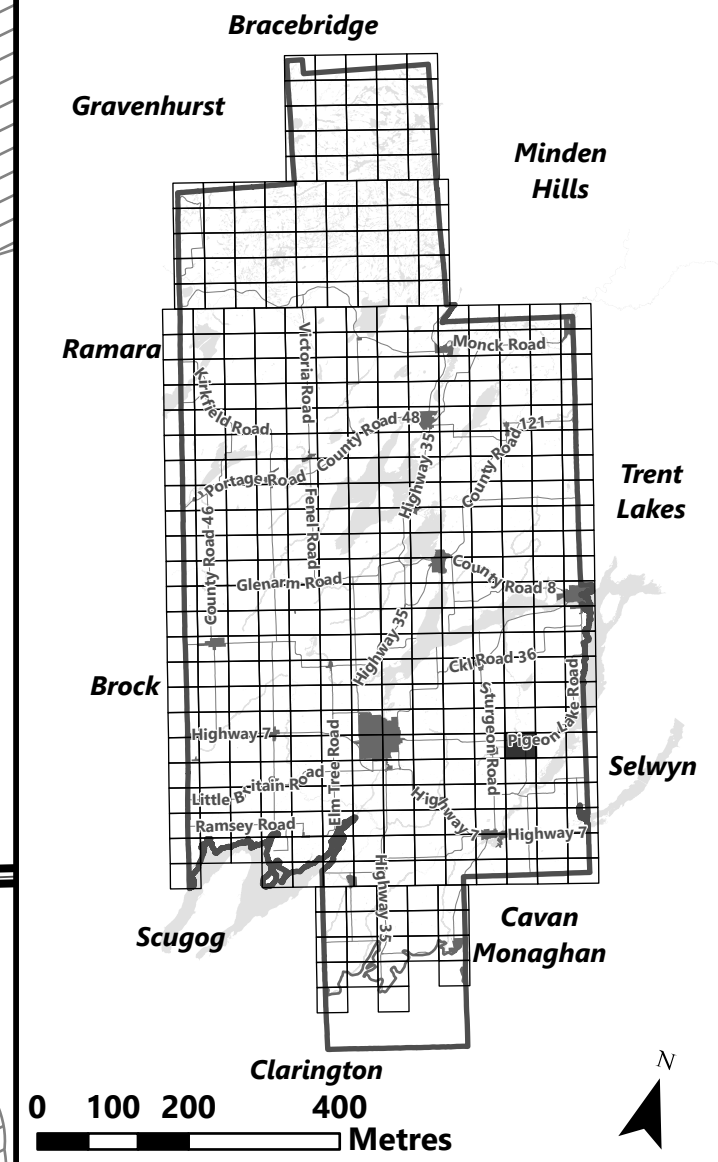 Bracebridge
Gravenhurst
Minden
Hills
Ramara
Monck Road
Victoria Road
Kirkfield Road
County Road 48
County Road 121
Highway 35
Trent
Lakes
Portage Road
Fenel Road
County Road 46
County Road 8
Glenarm Road
Highway 35
Ckl Road 36
Brock
Sturgeon Road
Pigeon Lake Road
Highway 7
Elm Tree Road
Selwyn
Little Britain Road
Ramsey Road
Highway 7
Highway 7
Highway 35
Scugog
Cavan
Monaghan
Clarington
N
0 100 200 400
Metres